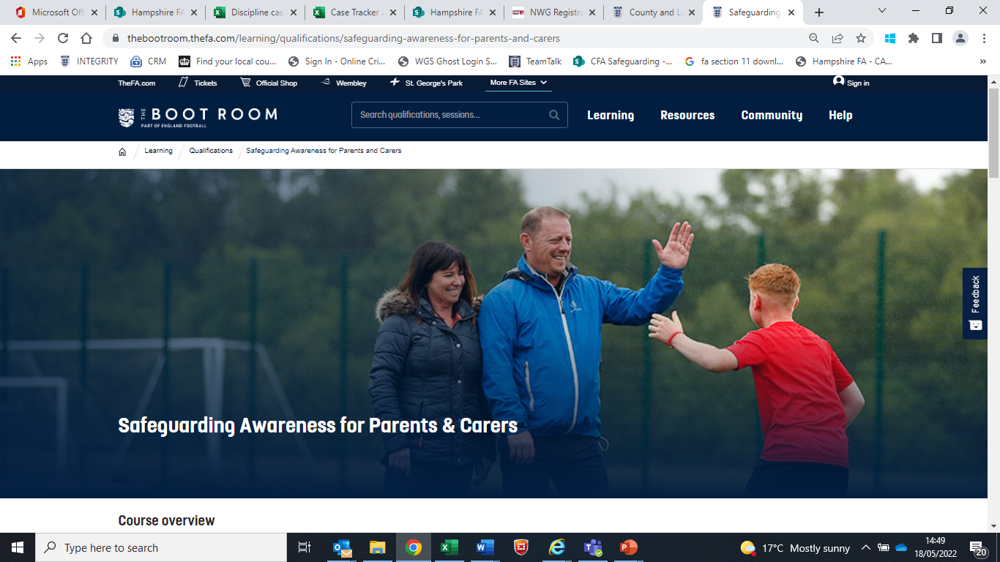 Microsoft Offi
Hampshire FA
Discipline cas
Case Tracker 2
Hampshire FA
NWG Registra
County and Lo
Safeguarding
thebootroom.thefa.com/learning/qualifications/safeguarding-awareness-for-parents-and-carers
Apps INTEGRITY CRM Find your local cou... Sign In - Online Cri... WGS Ghost Login S... TeamTalk CFA Safeguarding -... fa section 11 downl... Hampshire FA - CA... »
TheFA.com Tickets Official Shop Wembley St. George's Park More FA Sites Sign in
THE BOOT ROOM
PART OF ENGLAND FOOTBALL
Search qualifications, sessions...
Learning Resources Community Help
Learning / Qualifications / Safeguarding Awareness for Parents and Carers
Feedback
Safeguarding Awareness for Parents & Carers
Course overview
Type here to search
17°C Mostly sunny
14:49
18/05/2022
20